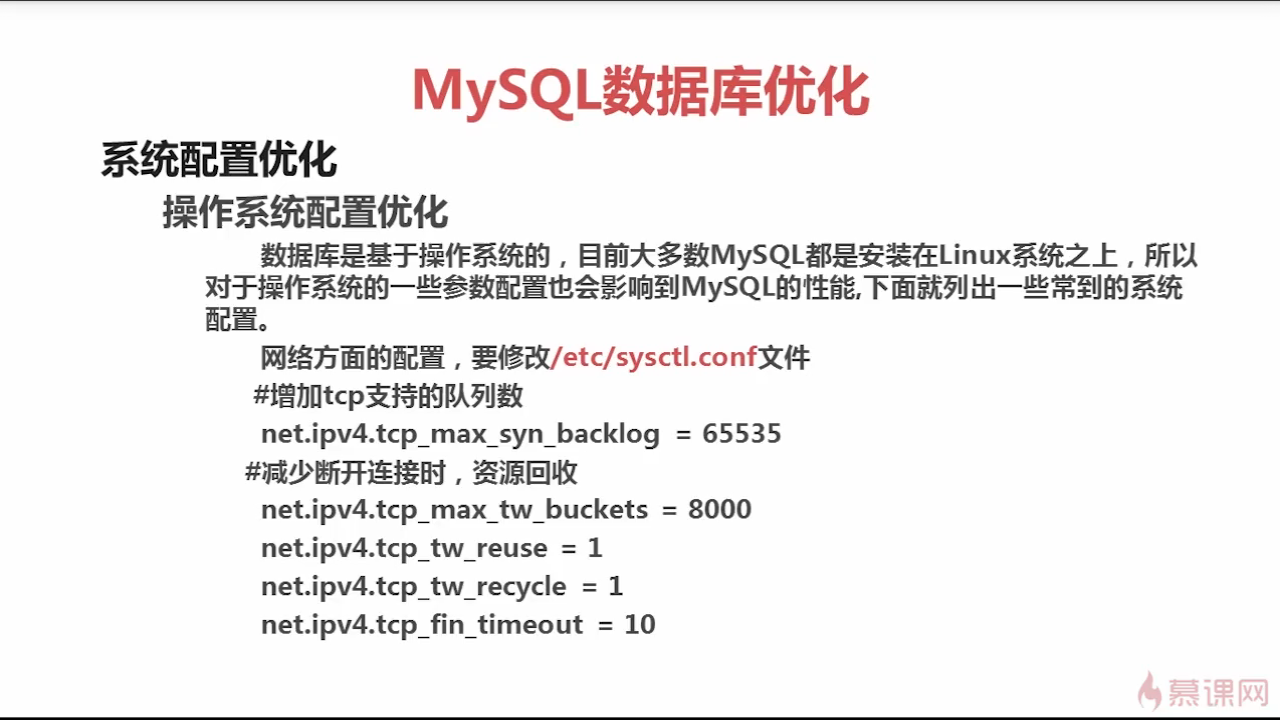 MySQL数据库优化
系统配置优化
操作系统配置优化
数据库是基于操作系统的，目前大多数MySQL都是安装在Linux系统之上，所以
对于操作系统的一些参数配置也会影响到MySQL的性能,下面就列出一些常到的系统
配置。
网络方面的配置，要修改/etc/sysctl.conf文件
#增加tcp支持的队列数
net.ipv4.tcp_max_syn_backlog = 65535
#减少断开连接时，资源回收
net.ipv4.tcp_max_tw_buckets = 8000
net.ipv4.tcp_tw_reuse = 1
net.ipv4.tcp_tw_recycle = 1
net.ipv4.tcp_fin_timeout = 10
慕课网